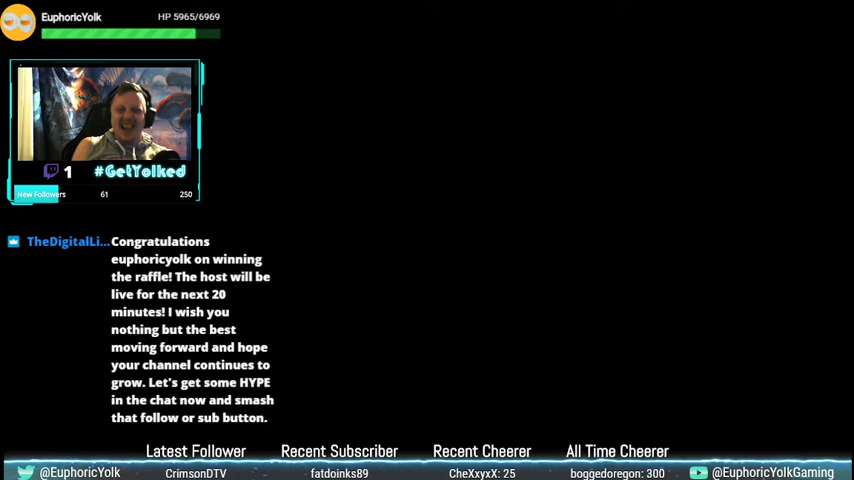 EuphoricYolk HP 5965/6969
1 #GetYolked
New Followers 61 250
TheDigitalLi... Congratulations
euphoricyolk on winning
the raffle! The host will be
live for the next 20
minutes! I wish you
nothing but the best
moving forward and hope
your channel continues to
grow. Let's get some HYPE
in the chat now and smash
that follow or sub button.
Latest Follower Recent Subscriber Recent Cheerer All Time Cheerer
@EuphoricYolk CrimsonDTV fatdoinks89 CheXxyxX: 25 boggedoregon: 300 @EuphoricYolkGaming